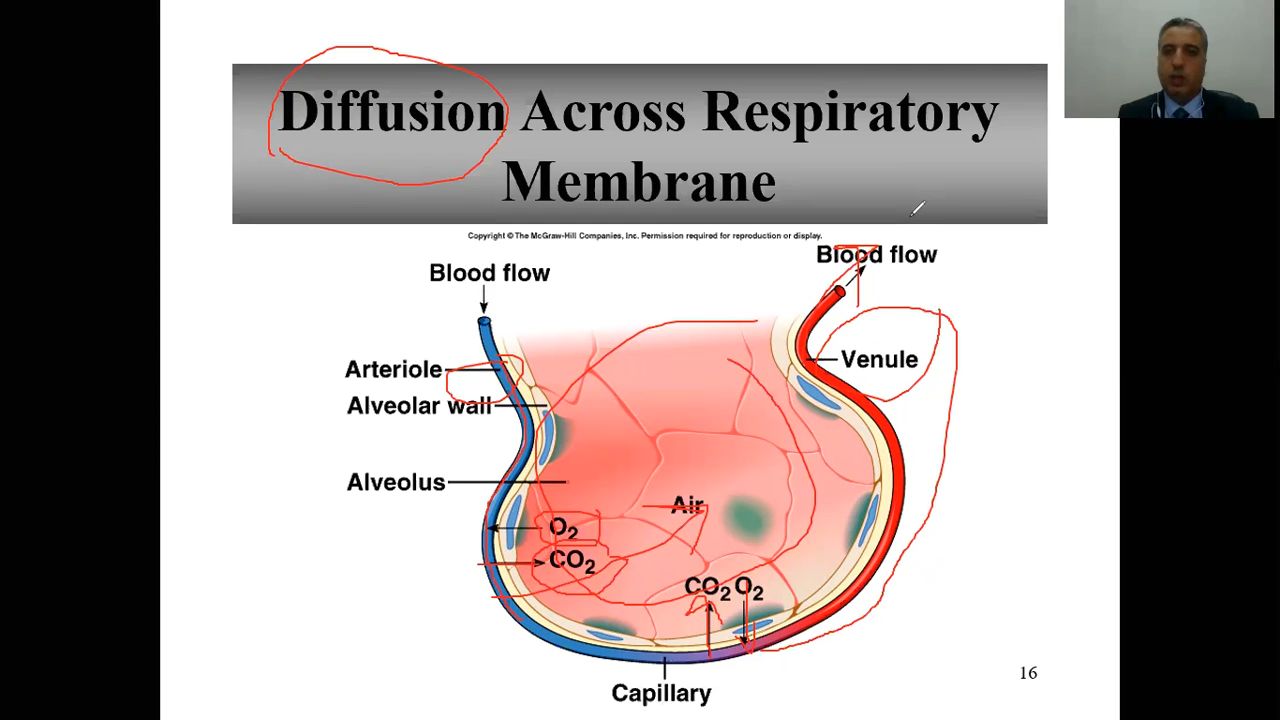 Diffusion Across Respiratory
Membrane
Copyright © The McGraw-Hill Companies, Inc. Permission required for reproduction or display.
Blood flow
Blood flow
Venule
Arteriole
Alveolar wall
Alveolus
Air
O2
CO2
CO2 O2
16
Capillary